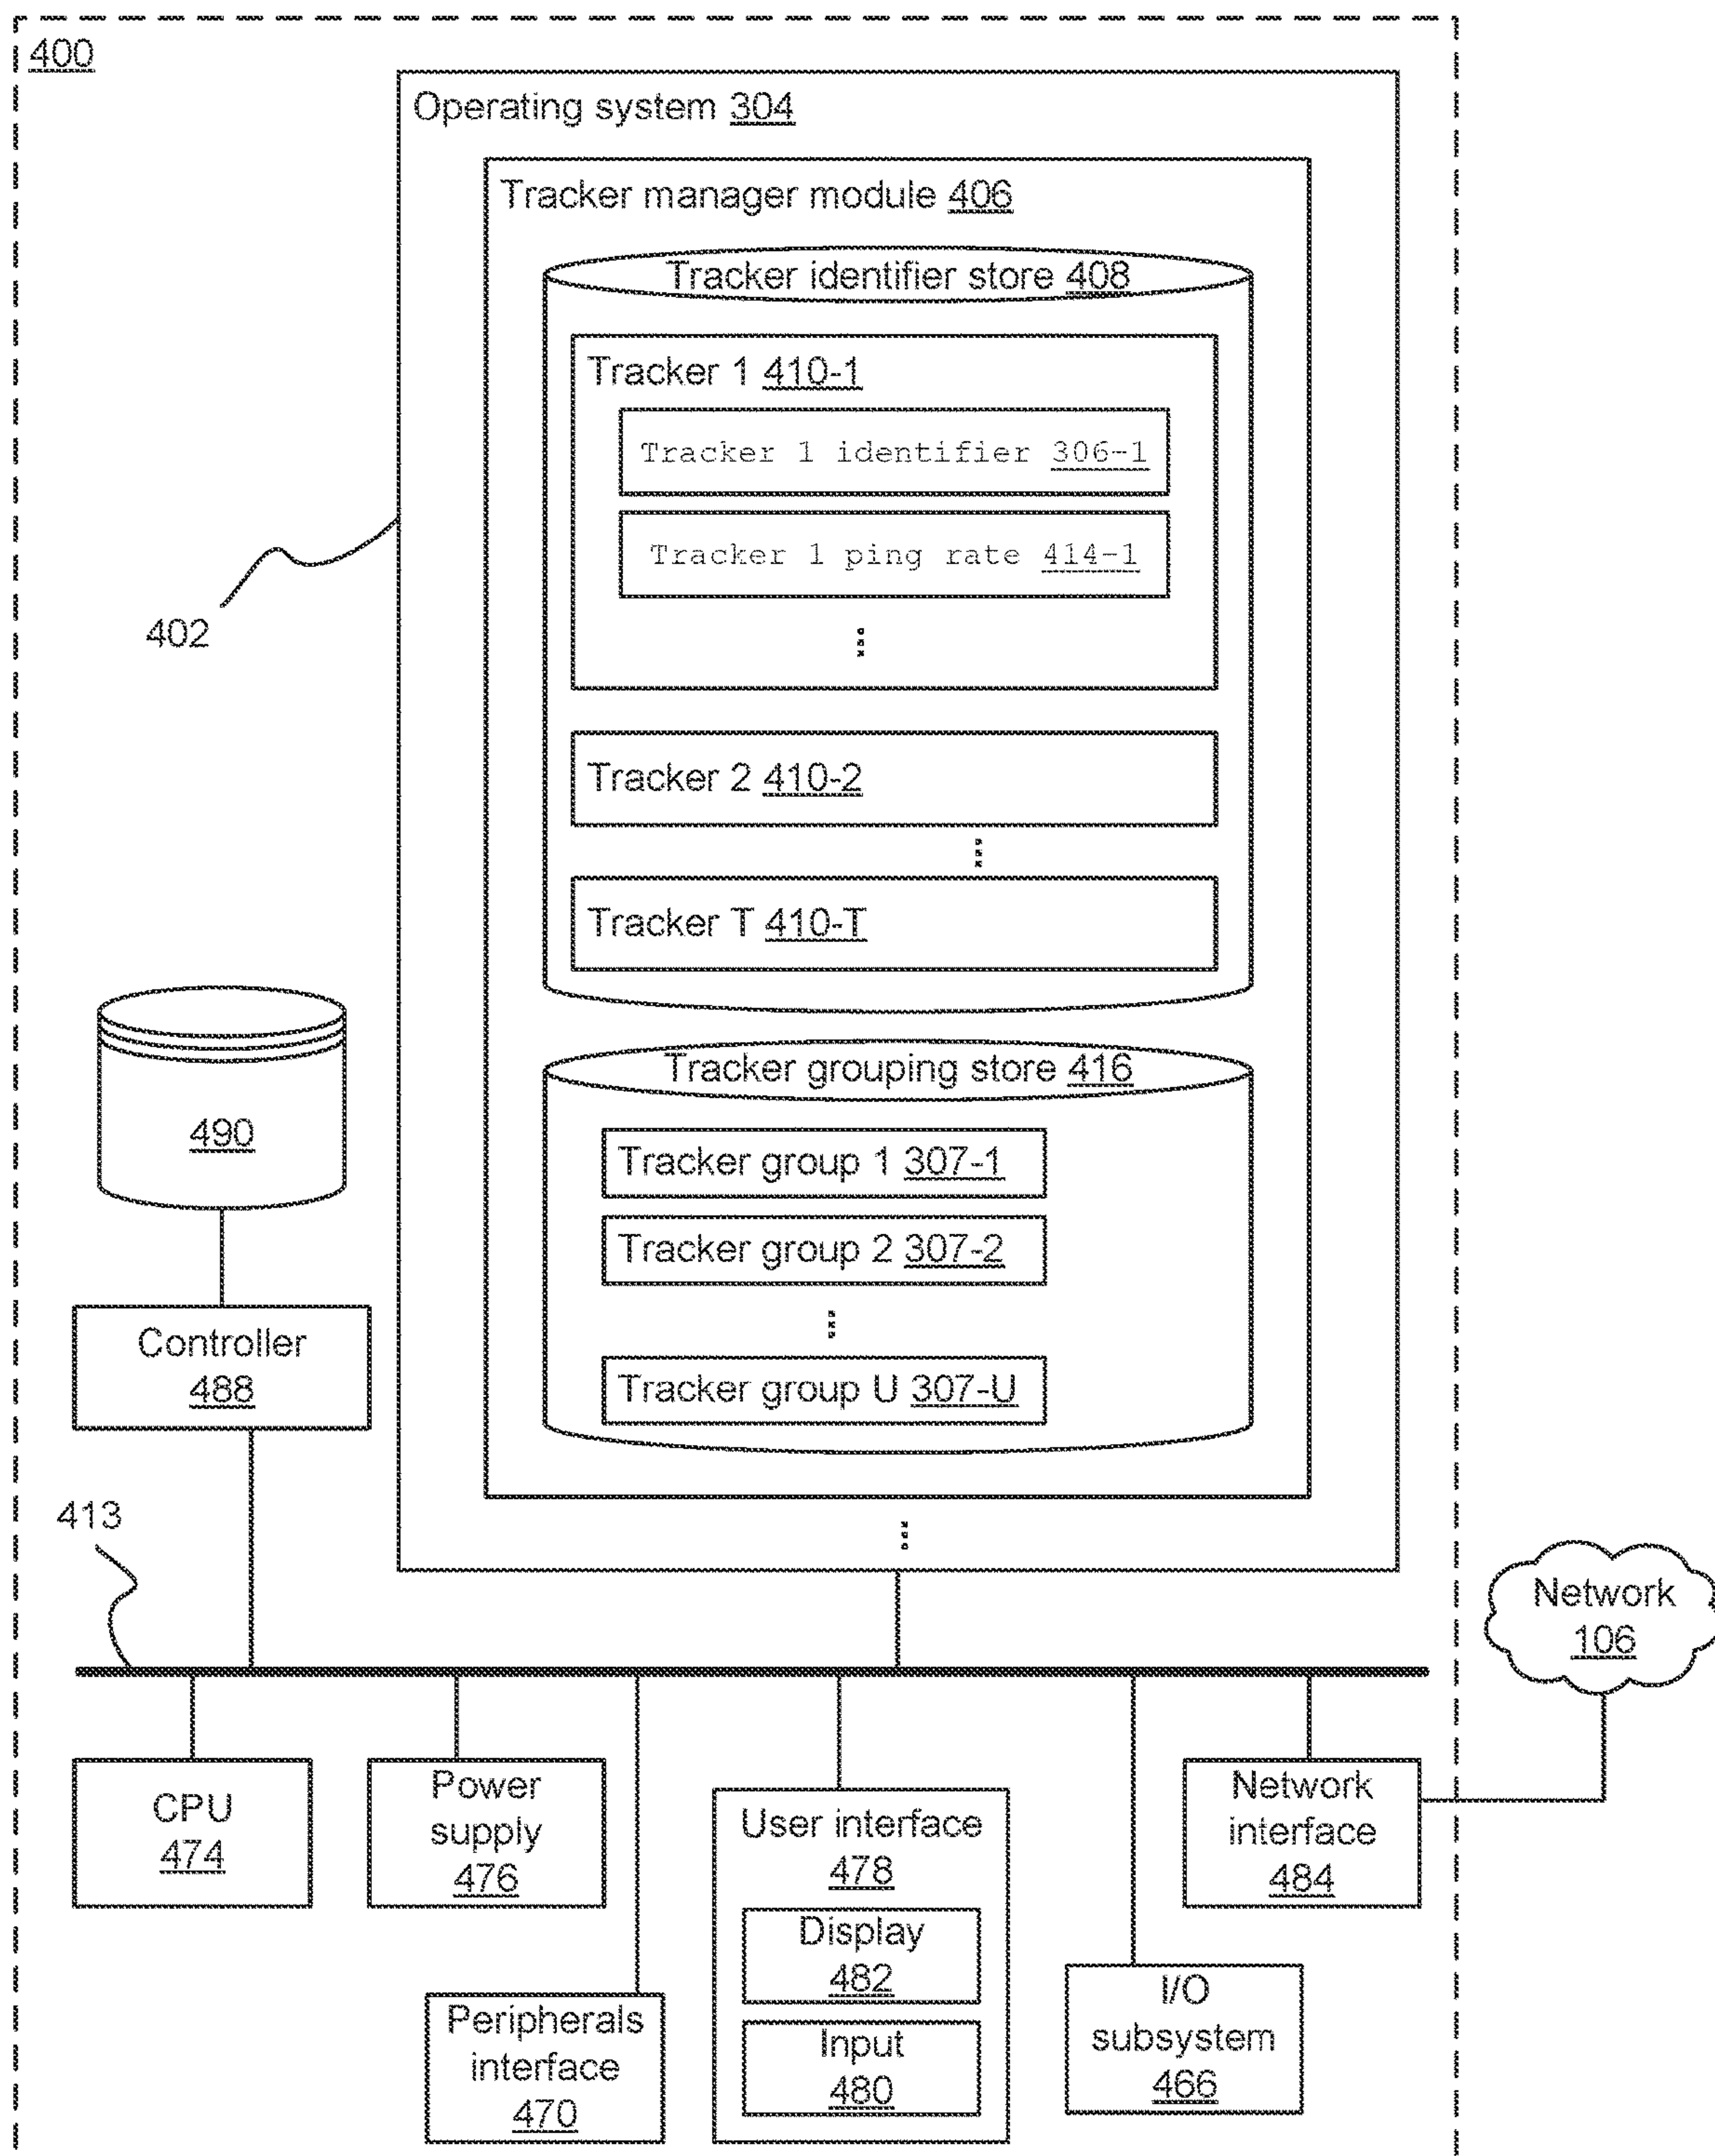 400
Operating system 304
Tracker manager module 406
Tracker identifier store 408
Tracker 1 410-1
Tracker 1 identifier 306-1
Tracker 1 ping rate 414-1
⋮
402
Tracker 2 410-2
⋮
Tracker T 410-T
Tracker grouping store 416
490
Tracker group 1 307-1
Tracker group 2 307-2
⋮
Controller
488
Tracker group U 307-U
413
⋮
Network
106
CPU
474
Power
supply
476
User interface
478
Display
482
Input
480
Network
interface
484
Peripherals
interface
470
I/O
subsystem
466